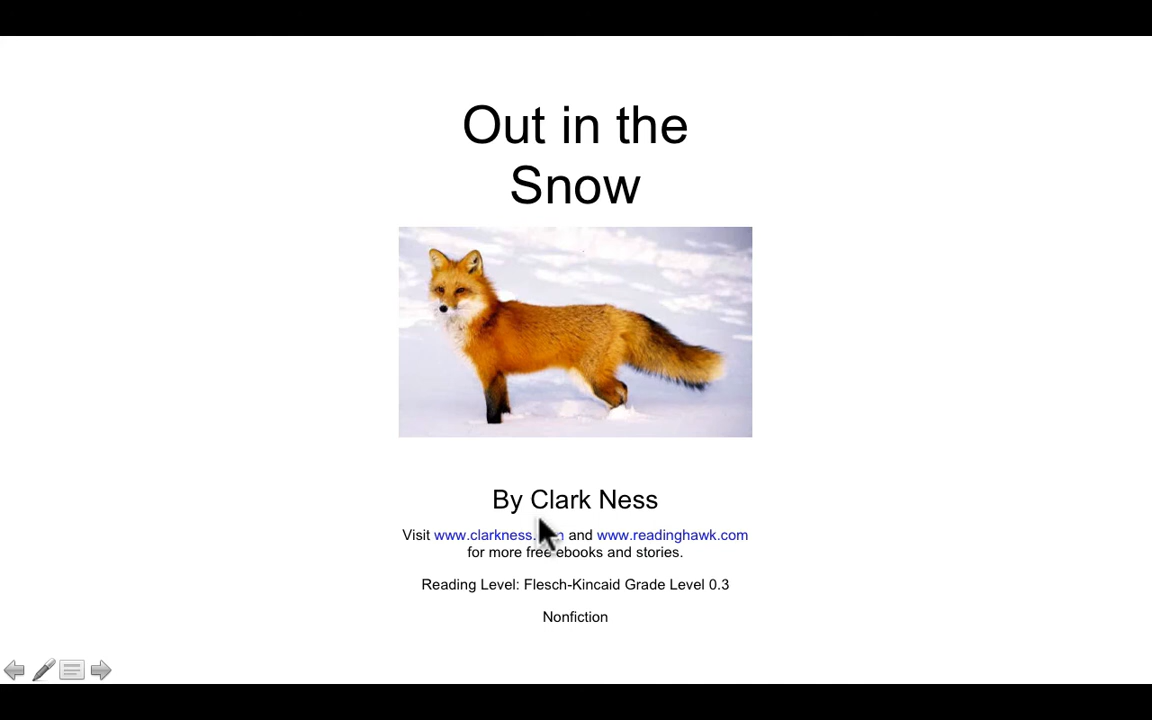 Out in the
Snow
By Clark Ness
Visit www.clarkness. and www.readinghawk.com
for more free ebooks and stories.
Reading Level: Flesch-Kincaid Grade Level 0.3
Nonfiction